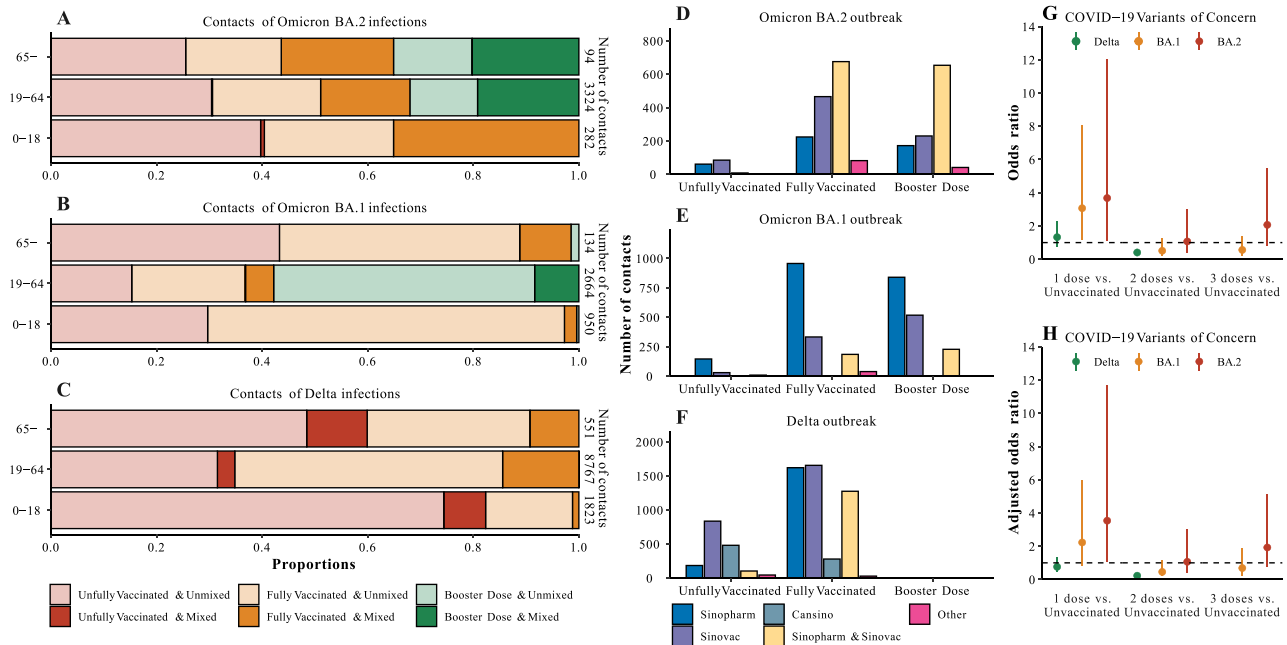 A
Contacts of Omicron BA.2 infections
65−
19−64
0−18
94
3324
282
Number of contacts
0.0 0.2 0.4 0.6 0.8 1.0
B
Contacts of Omicron BA.1 infections
65−
19−64
0−18
134
2664
950
Number of contacts
0.0 0.2 0.4 0.6 0.8 1.0
C
Contacts of Delta infections
65−
19−64
0−18
551
8767
1823
Number of contacts
0.0 0.2 0.4 0.6 0.8 1.0
Proportions
Unfully Vaccinated & Unmixed Fully Vaccinated & Unmixed Booster Dose & Unmixed
Unfully Vaccinated & Mixed Fully Vaccinated & Mixed Booster Dose & Mixed
D
Omicron BA.2 outbreak
800
600
400
200
0
Unfully Vaccinated Fully Vaccinated Booster Dose
E
Omicron BA.1 outbreak
Number of contacts
1000
750
500
250
0
Unfully Vaccinated Fully Vaccinated Booster Dose
F
Delta outbreak
2000
1500
1000
500
0
Unfully Vaccinated Fully Vaccinated Booster Dose
Sinopharm Cansino Other
Sinovac Sinopharm & Sinovac
G
COVID−19 Variants of Concern
Delta BA.1 BA.2
Odds ratio
14
12
10
8
6
4
2
0
1 dose vs. 2 doses vs. 3 doses vs.
Unvaccinated Unvaccinated Unvaccinated
H
COVID−19 Variants of Concern
Delta BA.1 BA.2
Adjusted odds ratio
14
12
10
8
6
4
2
0
1 dose vs. 2 doses vs. 3 doses vs.
Unvaccinated Unvaccinated Unvaccinated